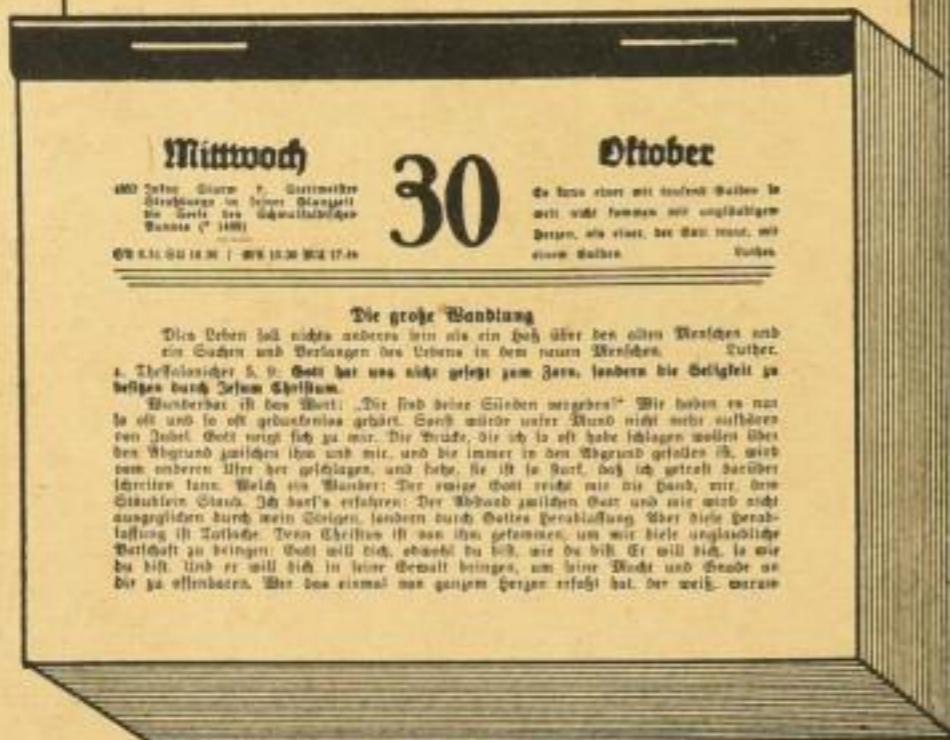 Mittwoch
30
Oktober
Jakob Sturm †, Stettmeister
Straßburgs in seiner Glanzzeit
die Seele des Schmalkaldischen
Bundes (* 1489)
Es kann einer mit tausend Gulden so
weit nicht kommen mit ungläubigem
Herzen, als einer, der Gott traut, mit
einem Gulden. Luther.
Die große Wandlung
Dies Leben soll nichts anderes sein als ein Haß über den alten Menschen und
ein Suchen und Verlangen des Lebens in dem neuen Menschen. Luther.
Thessalonicher 5, 9: Gott hat uns nicht gesetzt zum Zorn, sondern die Seligkeit zu
besitzen durch Jesum Christum.
Wunderbar ist das Wort: „Dir sind deine Sünden vergeben!“ Wir haben es nur
so oft und so oft gedankenlos gehört. Sonst würde unser Mund nicht mehr aufhören
von Jubel. Gott neigt sich zu mir. Die Brücke, die ich so oft habe schlagen wollen über
den Abgrund zwischen ihm und mir, und die immer in den Abgrund gefallen ist, wird
vom anderen Ufer her geschlagen, und siehe, sie ist so stark, daß ich getrost darüber
schreiten kann. Welch ein Wunder: Der ewige Gott reicht mir die Hand, mir, dem
Stäublein Staub. Ich darf's erfahren: Der Abstand zwischen Gott und mir wird nicht
ausgeglichen durch mein Steigen, sondern durch Gottes Herablassung. Aber diese Herab-
lassung ist Tatsache. Denn Christus ist von ihm gekommen, um mir diese unglaubliche
Botschaft zu bringen: Gott will dich, obwohl du bist, wie du bist. Er will dich, so wie
du bist. Und er will dich in seine Gewalt bringen, um seine Macht und Gnade an
dir zu offenbaren. Wer das einmal von ganzem Herzen erfaßt hat, der weiß, warum